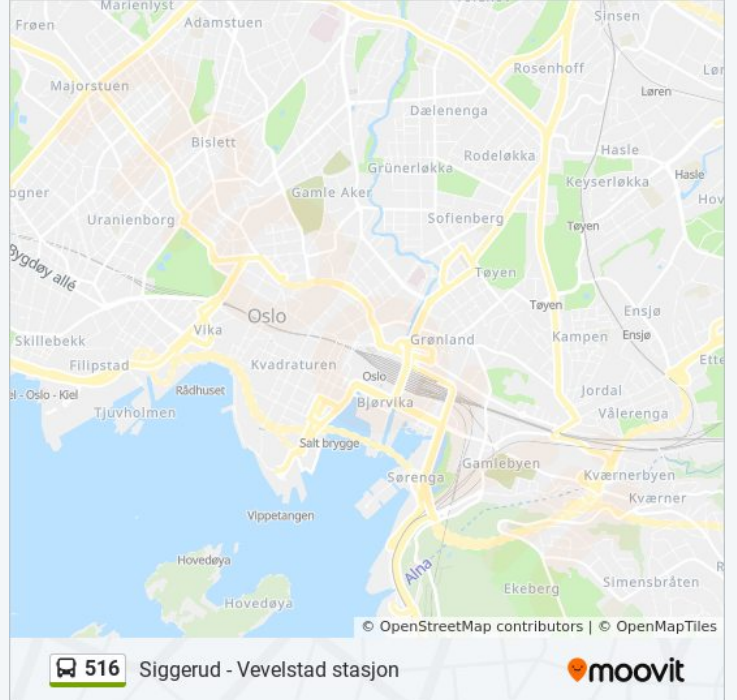 Marienlyst
Frøen
Adamstuen
Sinsen
Rosenhoff
Majorstuen
Løren
Dælenenga
Bislett
Hasle
Rodeløkka
Grünerløkka
Keyserløkka
Hasle
Gamle Aker
Uranienborg
Sofienberg
Tøyen
Bygdøy allé
Tøyen
Tøyen
Oslo
Ensjø
Vika
Skillebekk
Grønland
Kampen
Ensjø
Filipstad
Kvadraturen
Oslo
Rådhuset
Jordal
el - Oslo - Kiel
Bjørvika
Tjuvholmen
Vålerenga
Salt brygge
Gamlebyen
Sørenga
Kværnerbyen
Kværner
Vippetangen
Hovedøya
Alna
Simensbråten
Ekeberg
Hovedøya
© OpenStreetMap contributors | © OpenMapTiles
516 Siggerud - Vevelstad stasjon
moovit